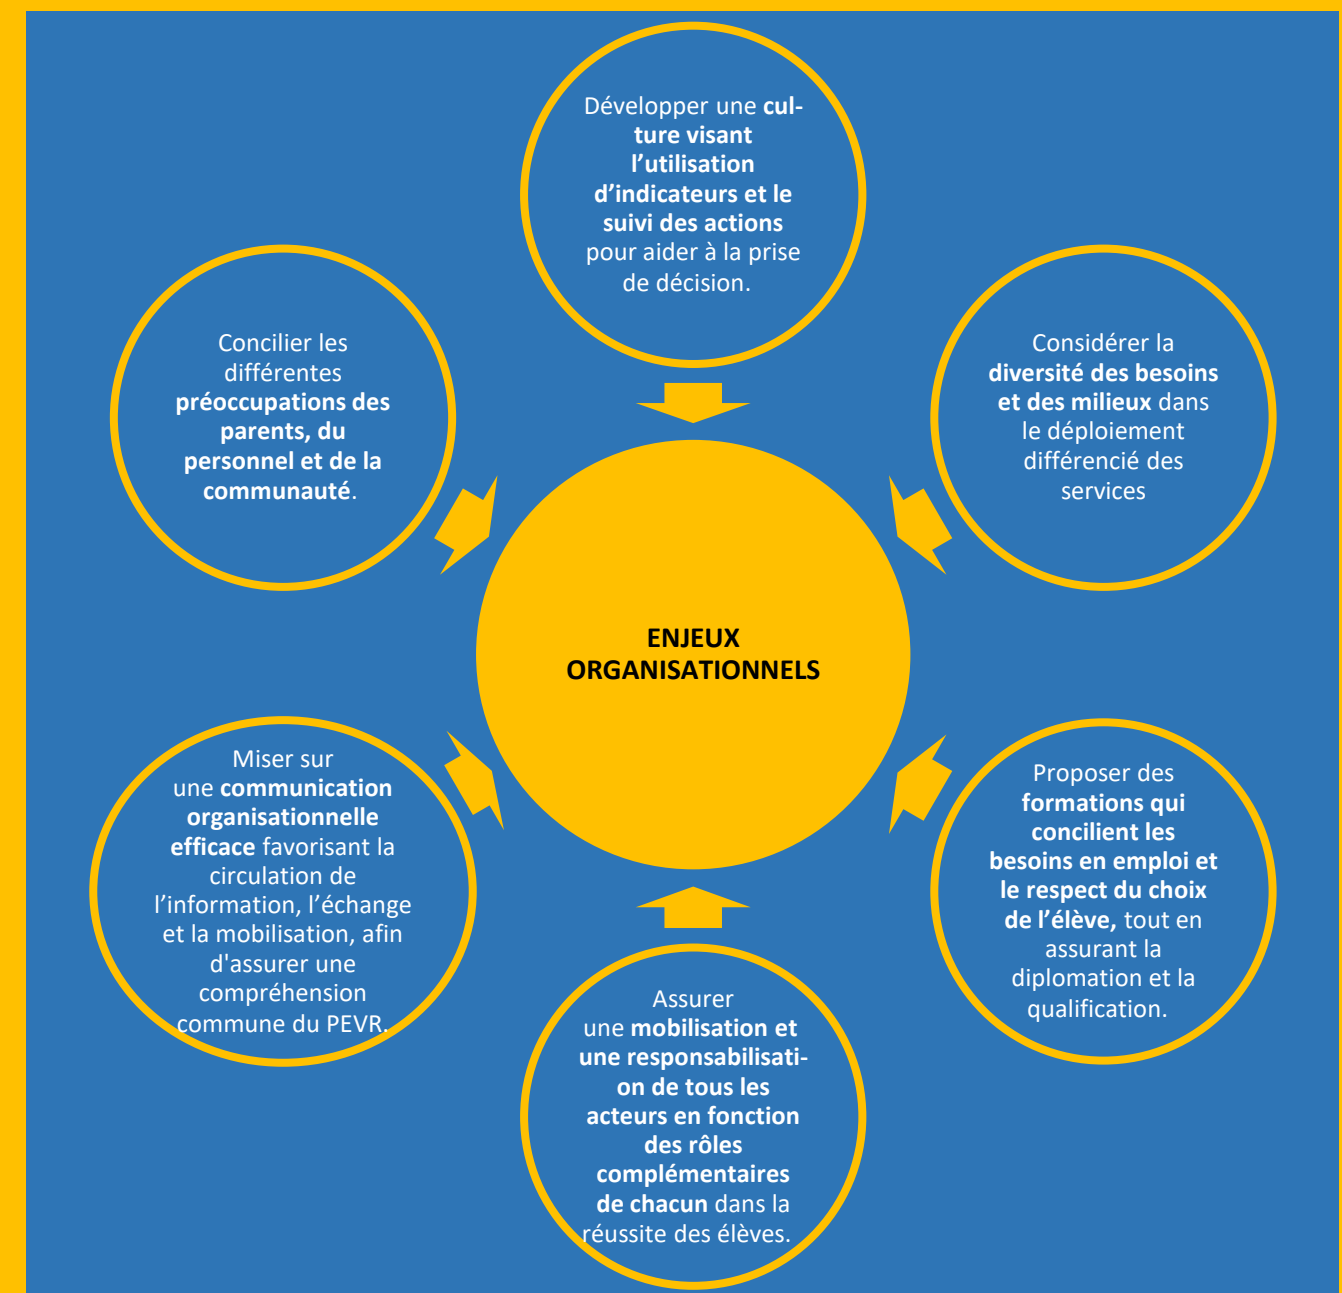 Développer une cul-
ture visant
l’utilisation
d’indicateurs et le
suivi des actions
pour aider à la prise
de décision.
Concilier les
différentes
préoccupations des
parents, du
personnel et de la
communauté.
Considérer la
diversité des besoins
et des milieux dans
le déploiement
différencié des
services
ENJEUX
ORGANISATIONNELS
Miser sur
une communication
organisationnelle
efficace favorisant la
circulation de
l’information, l’échange
et la mobilisation, afin
d'assurer une
compréhension
commune du PEVR.
Proposer des
formations qui
concilient les
besoins en emploi et
le respect du choix
de l’élève, tout en
assurant la
diplomation et la
qualification.
Assurer
une mobilisation et
une responsabilisati-
on de tous les
acteurs en fonction
des rôles
complémentaires
de chacun dans la
réussite des élèves.